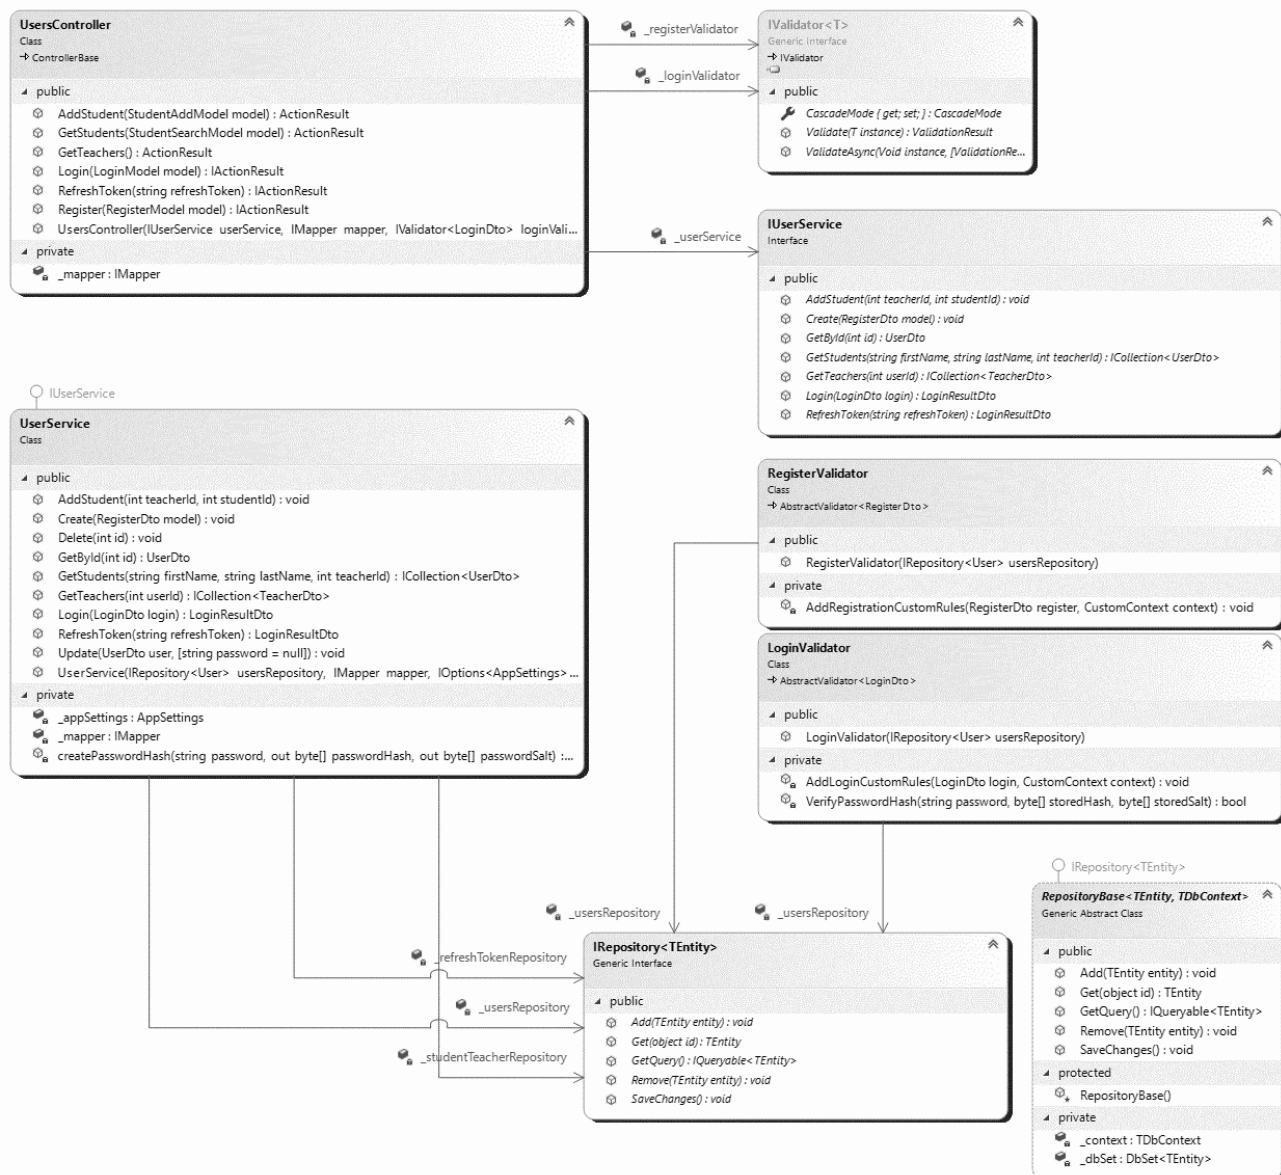 UsersController
Class
ControllerBase
public
AddStudent(StudentAddModel model) : ActionResult
GetStudents(StudentSearchModel model) : ActionResult
GetTeachers() : ActionResult
Login(LoginModel model) : IActionResult
RefreshToken(string refreshToken) : IActionResult
Register(RegisterModel model) : IActionResult
UsersController(IUserService userService, IMapper mapper, IValidator<LoginDto> loginVali...
private
_mapper : IMapper
_registerValidator
_loginValidator
_userService
IValidator<T>
Generic Interface
IValidator
public
CascadeMode { get; set; } : CascadeMode
Validate(T instance) : ValidationResult
ValidateAsync(Void instance, [ValidationRe...
IUserService
Interface
public
AddStudent(int teacherId, int studentId) : void
Create(RegisterDto model) : void
GetById(int id) : UserDto
GetStudents(string firstName, string lastName, int teacherId) : ICollection<UserDto>
GetTeachers(int userId) : ICollection<TeacherDto>
Login(LoginDto login) : LoginResultDto
RefreshToken(string refreshToken) : LoginResultDto
IUserService
UserService
Class
public
AddStudent(int teacherId, int studentId) : void
Create(RegisterDto model) : void
Delete(int id) : void
GetById(int id) : UserDto
GetStudents(string firstName, string lastName, int teacherId) : ICollection<UserDto>
GetTeachers(int userId) : ICollection<TeacherDto>
Login(LoginDto login) : LoginResultDto
RefreshToken(string refreshToken) : LoginResultDto
Update(UserDto user, [string password = null]) : void
UserService(IRepository<User> usersRepository, IMapper mapper, IOptions<AppSettings> ...
private
_appSettings : AppSettings
_mapper : IMapper
createPasswordHash(string password, out byte[] passwordHash, out byte[] passwordSalt) :...
RegisterValidator
Class
AbstractValidator<RegisterDto>
public
RegisterValidator(IRepository<User> usersRepository)
private
AddRegistrationCustomRules(RegisterDto register, CustomContext context) : void
LoginValidator
Class
AbstractValidator<LoginDto>
public
LoginValidator(IRepository<User> usersRepository)
private
AddLoginCustomRules(LoginDto login, CustomContext context) : void
VerifyPasswordHash(string password, byte[] storedHash, byte[] storedSalt) : bool
_usersRepository
_usersRepository
_refreshTokenRepository
_usersRepository
_studentTeacherRepository
IRepository<TEntity>
Generic Interface
public
Add(TEntity entity) : void
Get(object id) : TEntity
GetQuery() : IQueryable<TEntity>
Remove(TEntity entity) : void
SaveChanges() : void
IRepository<TEntity>
RepositoryBase<TEntity, TDbContext>
Generic Abstract Class
public
Add(TEntity entity) : void
Get(object id) : TEntity
GetQuery() : IQueryable<TEntity>
Remove(TEntity entity) : void
SaveChanges() : void
protected
RepositoryBase()
private
_context : TDbContext
_dbSet : DbSet<TEntity>